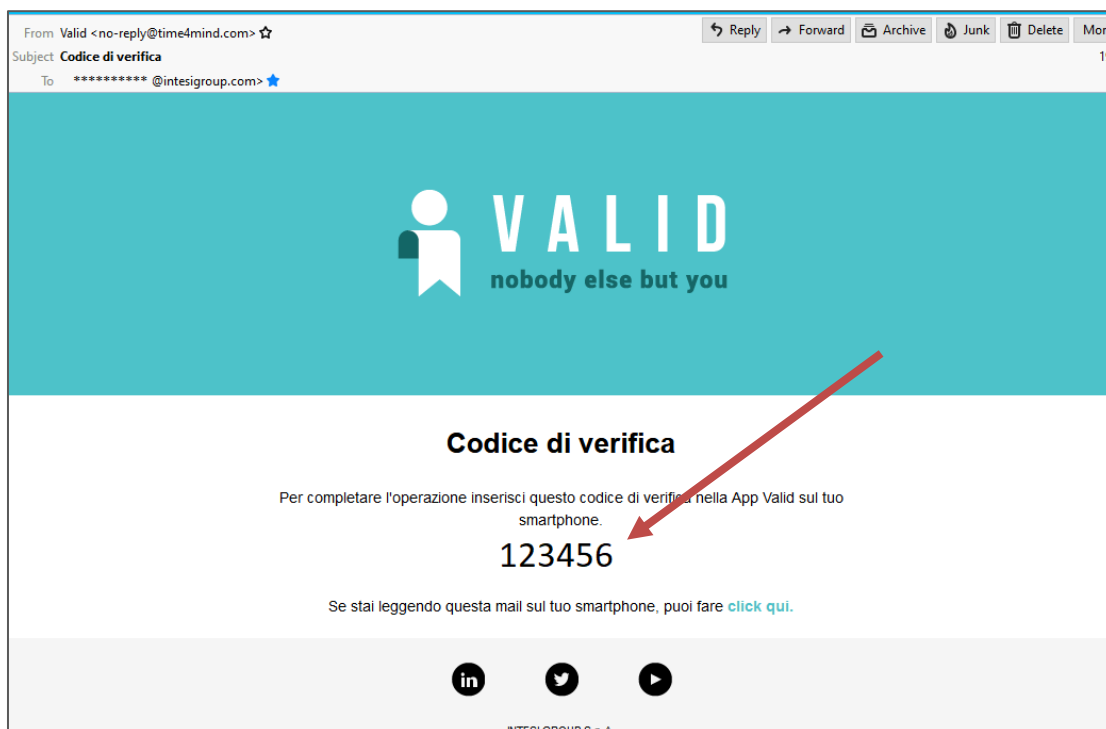 From Valid <no-reply@time4mind.com>
Reply Forward Archive Junk Delete
Subject Codice di verifica
To ********** @intesigroup.com>
VALID
nobody else but you
Codice di verifica
Per completare l'operazione inserisci questo codice di verifica nella App Valid sul tuo
smartphone.
123456
Se stai leggendo questa mail sul tuo smartphone, puoi fare click qui.
in